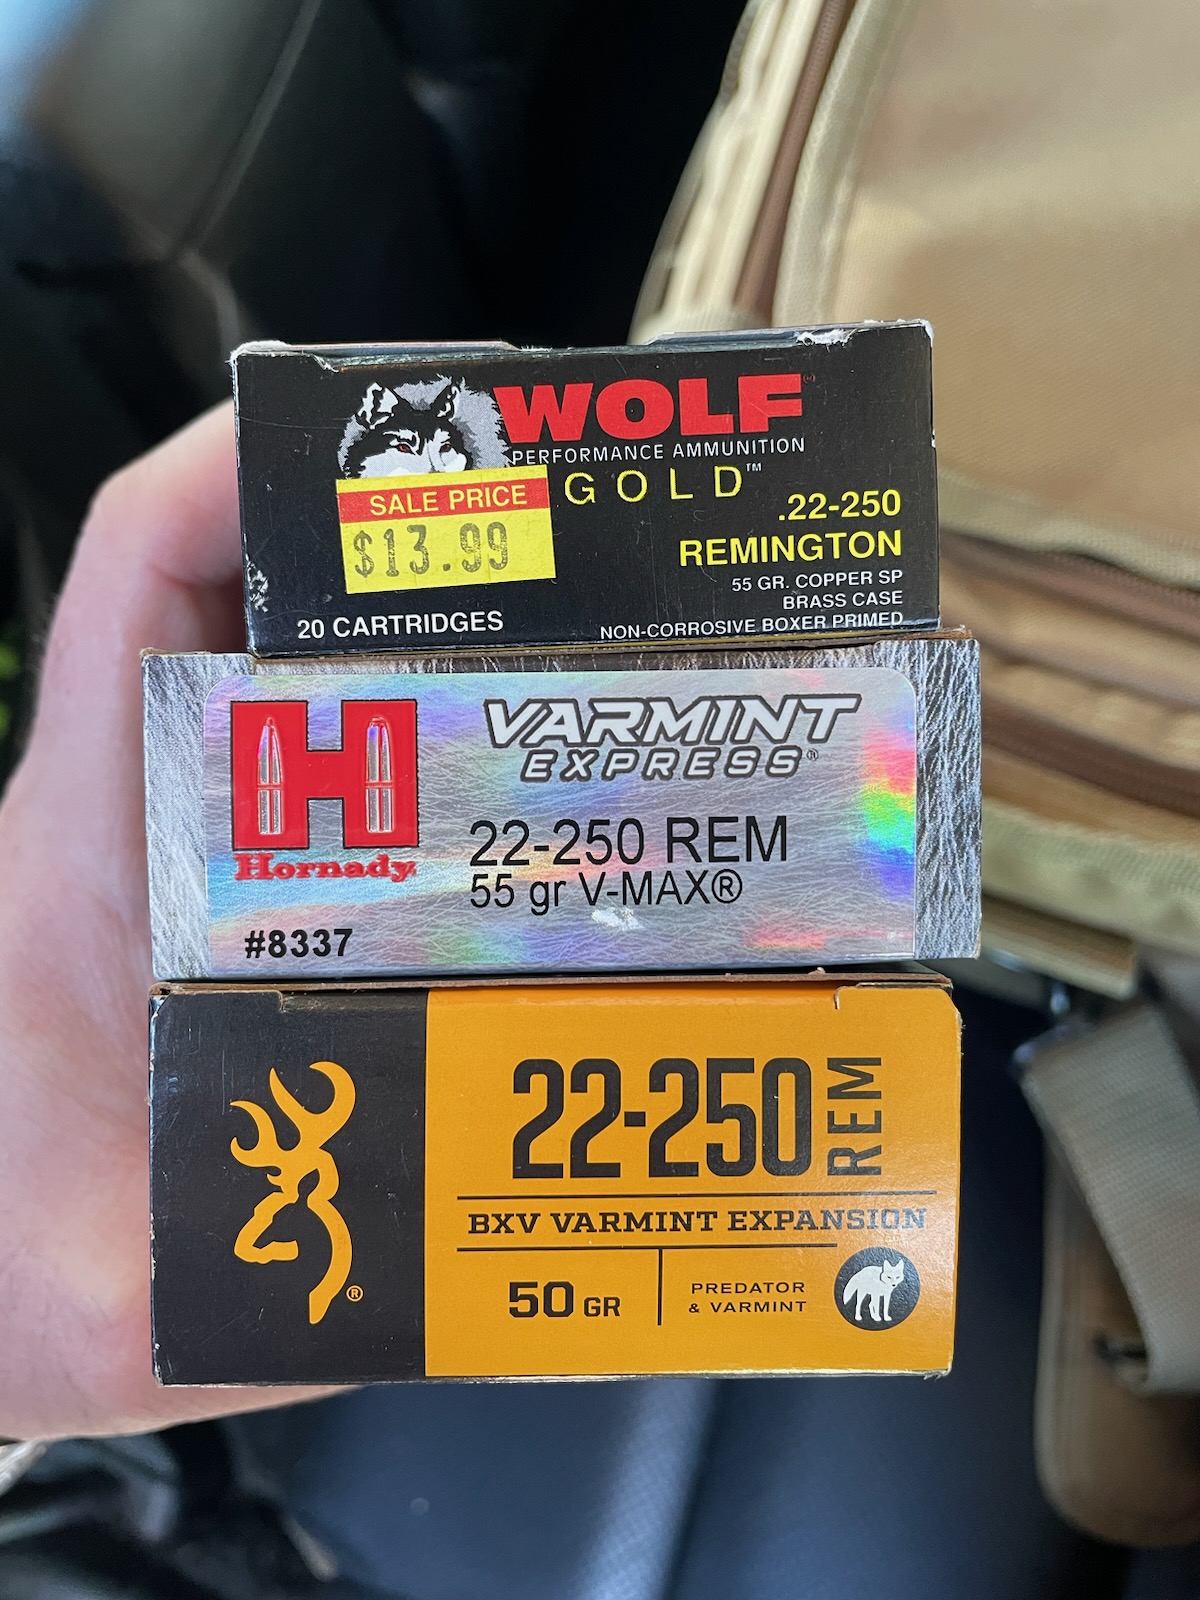 WOLF®
PERFORMANCE AMMUNITION
GOLD™
SALE PRICE
$13.99
.22-250
REMINGTON
55 GR. COPPER SP
BRASS CASE
NON-CORROSIVE BOXER PRIMED
20 CARTRIDGES
H
Hornady
VARMINT
EXPRESS®
22-250 REM
55 gr V-MAX®
#8337
22-250 REM
BXV VARMINT EXPANSION
50 GR
PREDATOR
& VARMINT
®